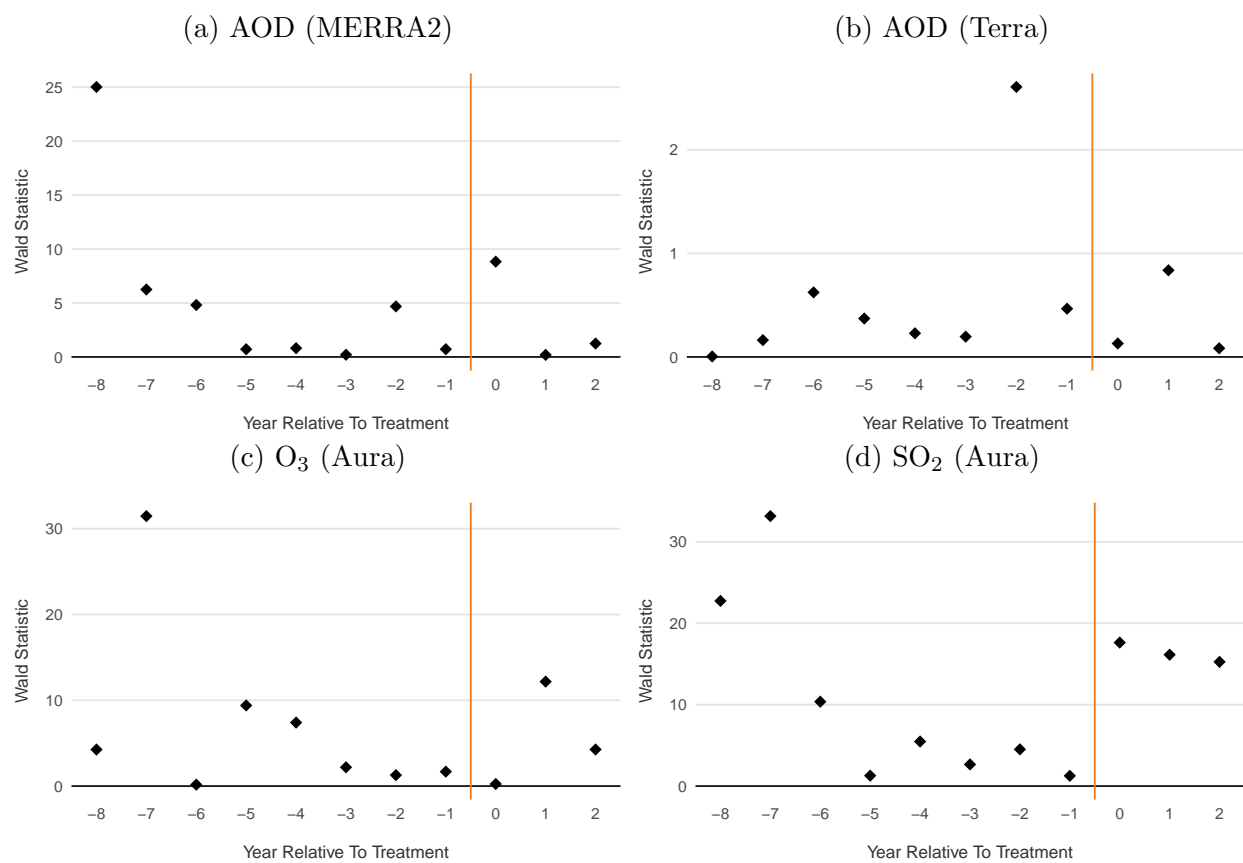 (a) AOD (MERRA2)
Wald Statistic
25
20
15
10
5
0
−8 −7 −6 −5 −4 −3 −2 −1 0 1 2
Year Relative To Treatment
(b) AOD (Terra)
Wald Statistic
2
1
0
−8 −7 −6 −5 −4 −3 −2 −1 0 1 2
Year Relative To Treatment
(c) O₃ (Aura)
Wald Statistic
30
20
10
0
−8 −7 −6 −5 −4 −3 −2 −1 0 1 2
Year Relative To Treatment
(d) SO₂ (Aura)
Wald Statistic
30
20
10
0
−8 −7 −6 −5 −4 −3 −2 −1 0 1 2
Year Relative To Treatment